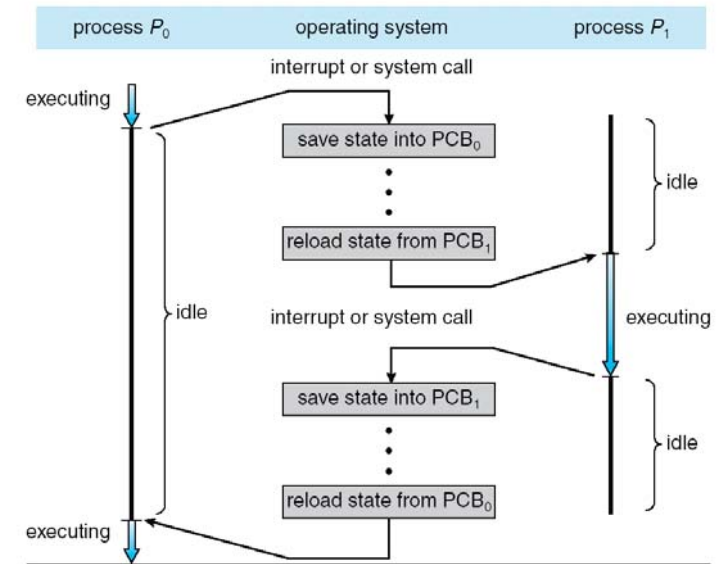 process P₀ operating system process P₁
interrupt or system call
executing
save state into PCB₀
idle
reload state from PCB₁
idle
interrupt or system call
executing
save state into PCB₁
idle
reload state from PCB₀
executing